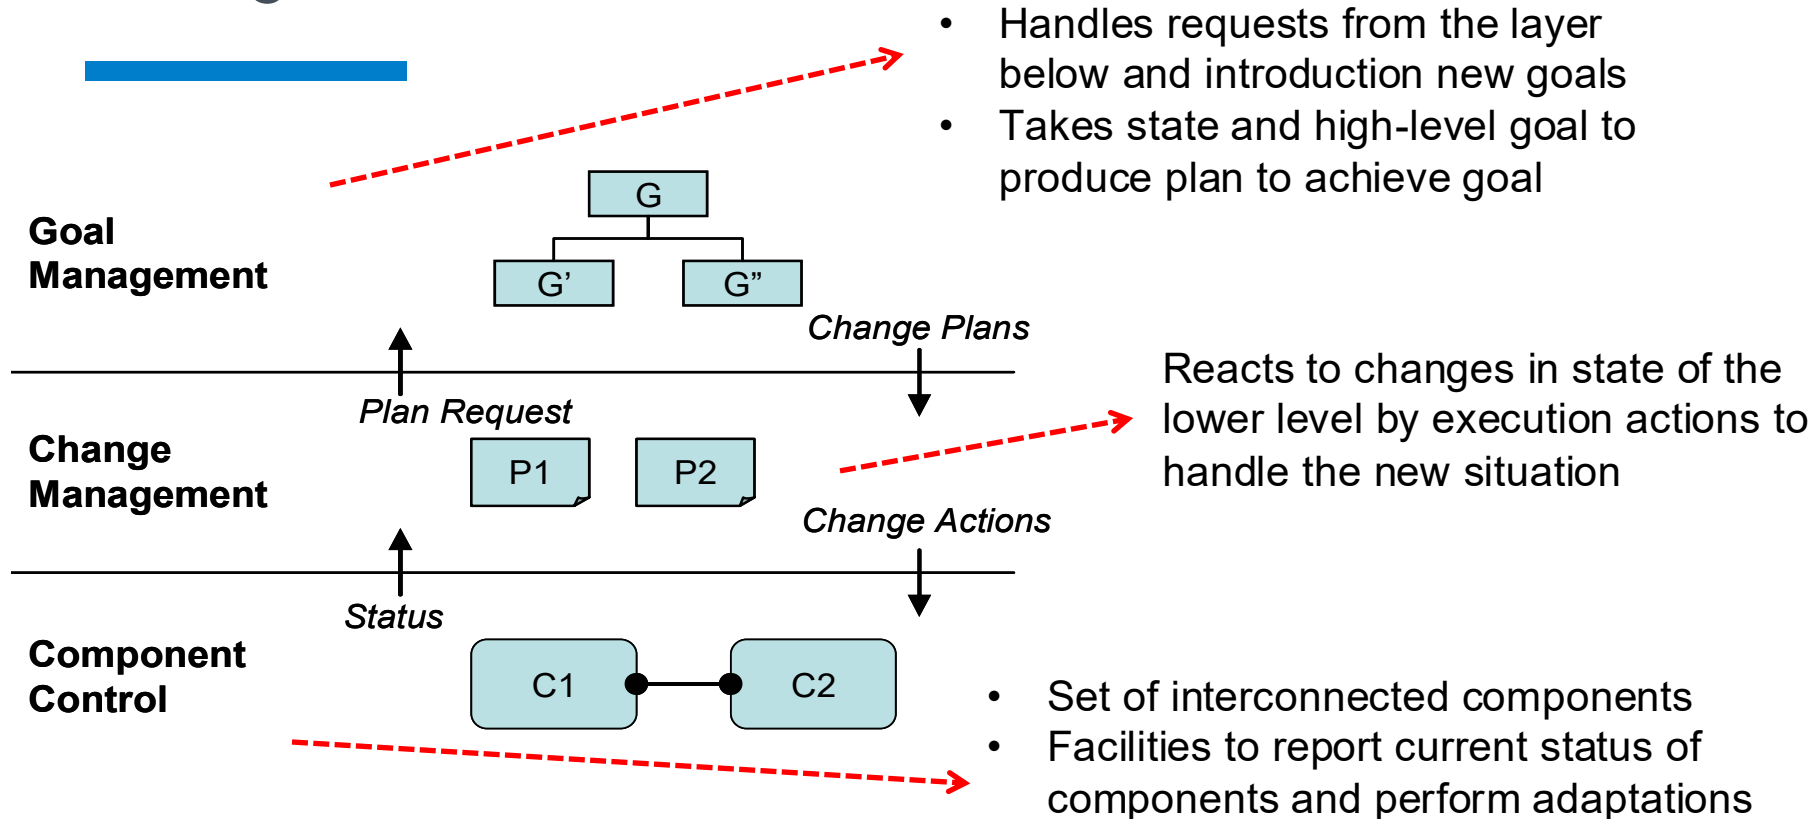 • Handles requests from the layer
below and introduction new goals
• Takes state and high-level goal to
produce plan to achieve goal
Goal
Management
G
G’
G”
Change Plans
Plan Request
Reacts to changes in state of the
lower level by execution actions to
handle the new situation
Change
Management
P1
P2
Change Actions
Status
Component
Control
C1
C2
• Set of interconnected components
• Facilities to report current status of
components and perform adaptations